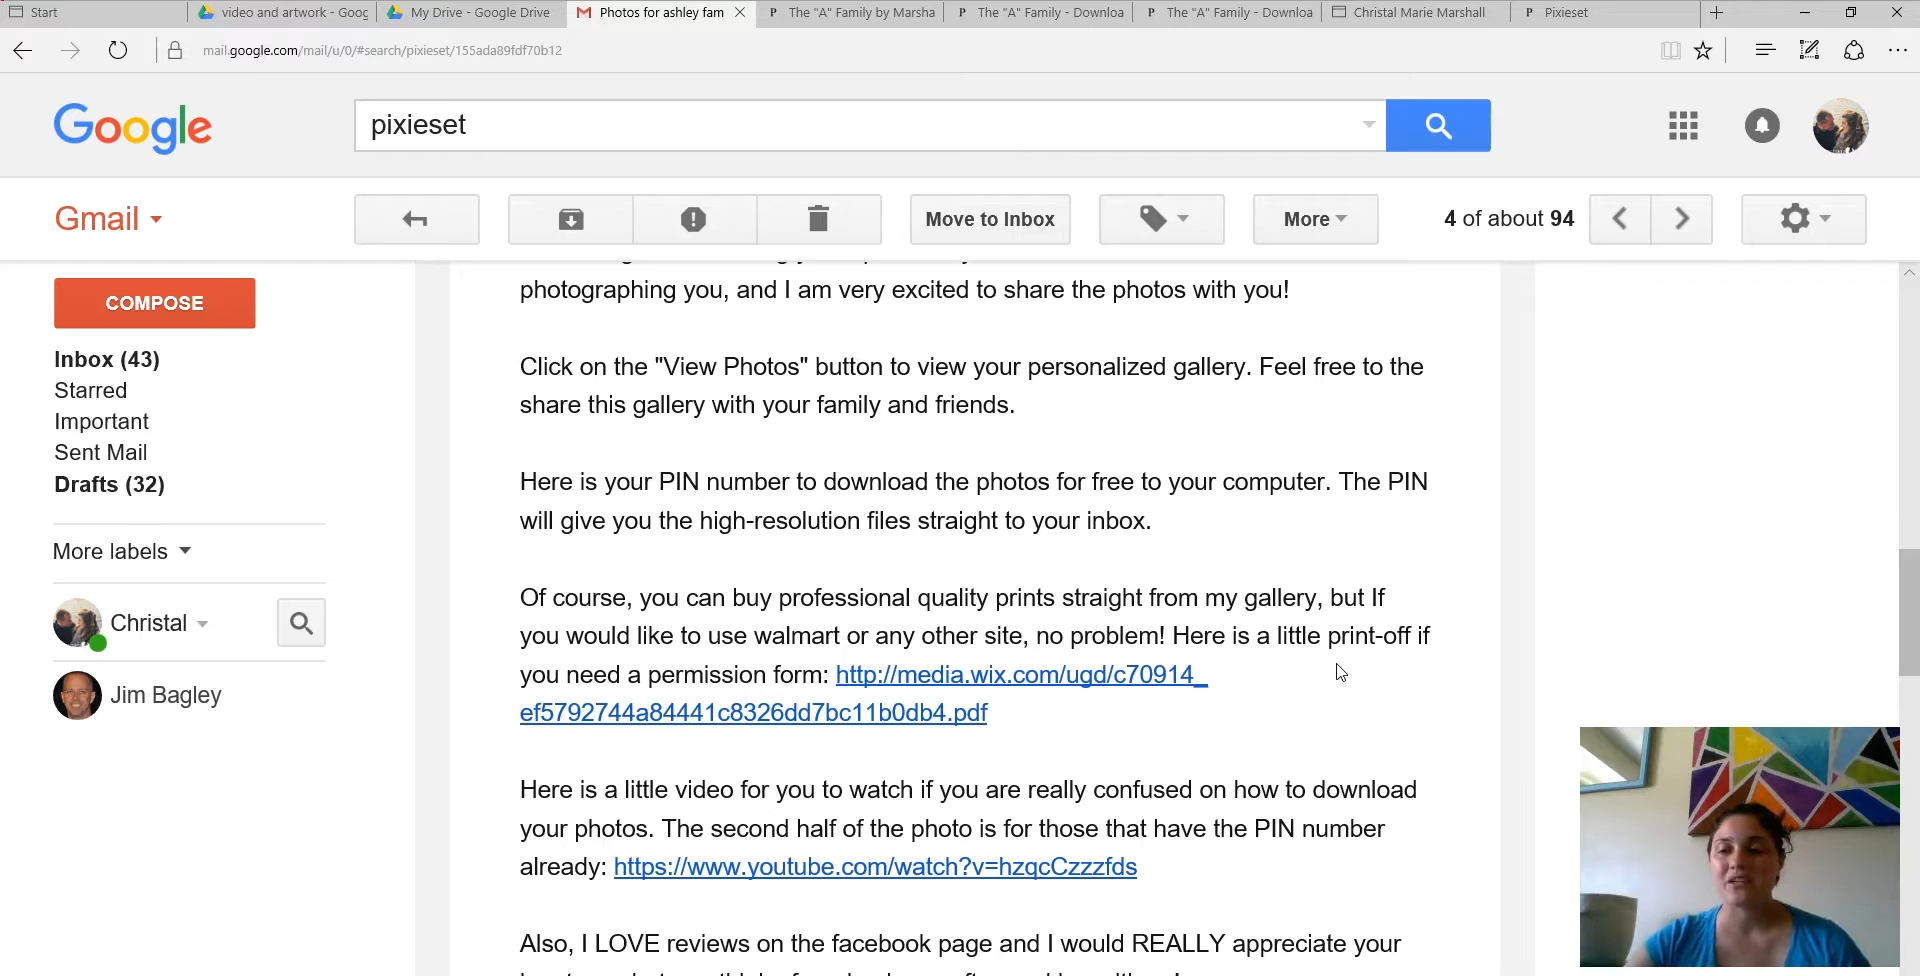 Start
video and artwork - Goog
My Drive - Google Drive
Photos for ashley fam
The "A" Family by Marsha
The "A" Family - Downloa
The "A" Family - Downloa
Christal Marie Marshall
Pixieset
mail.google.com/mail/u/0/#search/pixieset/155ada89fdf70b12
Google
pixieset
Gmail
Move to Inbox
More
4 of about 94
COMPOSE
Inbox (43)
Starred
Important
Sent Mail
Drafts (32)
More labels
Christal
Jim Bagley
photographing you, and I am very excited to share the photos with you!
Click on the "View Photos" button to view your personalized gallery. Feel free to the
share this gallery with your family and friends.
Here is your PIN number to download the photos for free to your computer. The PIN
will give you the high-resolution files straight to your inbox.
Of course, you can buy professional quality prints straight from my gallery, but If
you would like to use walmart or any other site, no problem! Here is a little print-off if
you need a permission form: http://media.wix.com/ugd/c70914_
ef5792744a84441c8326dd7bc11b0db4.pdf
Here is a little video for you to watch if you are really confused on how to download
your photos. The second half of the photo is for those that have the PIN number
already: https://www.youtube.com/watch?v=hzqcCzzzfds
Also, I LOVE reviews on the facebook page and I would REALLY appreciate your